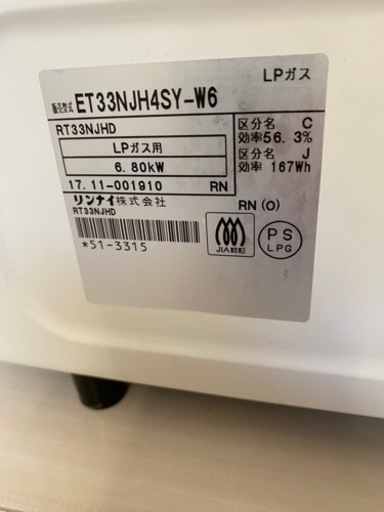 LPガス
販売型式 ET33NJH4SY-W6
RT33NJHD
LPガス用
6.80kW
17.11-001910 RN
リンナイ株式会社
RT33NJHD
*51-3315
区分名 C
効率56.3%
区分名 J
効率 167Wh
RN(O)
JIA認証
PS
LPG